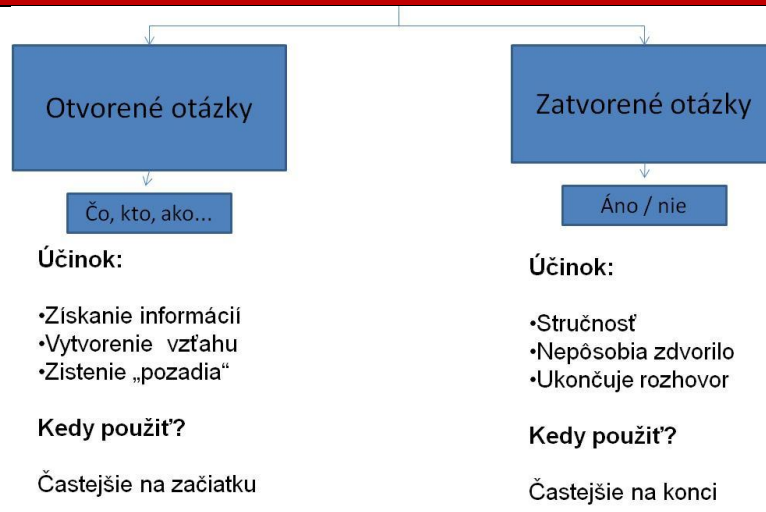 Otvorené otázky
Čo, kto, ako...
Účinok:
•Získanie informácií
•Vytvorenie vzťahu
•Zistenie „pozadia“
Kedy použiť?
Častejšie na začiatku
Zatvorené otázky
Áno / nie
Účinok:
•Stručnosť
•Nepôsobia zdvorilo
•Ukončuje rozhovor
Kedy použiť?
Častejšie na konci